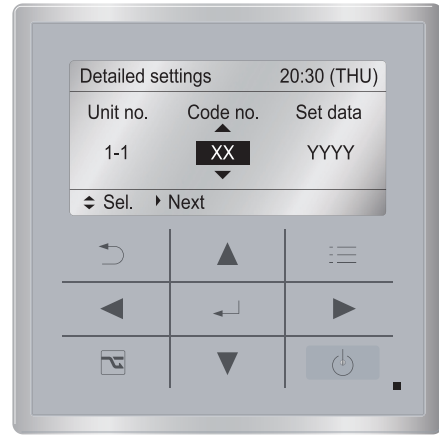 Detailed settings 20:30 (THU)
Unit no. Code no. Set data
1-1 XX YYYY
Sel. Next